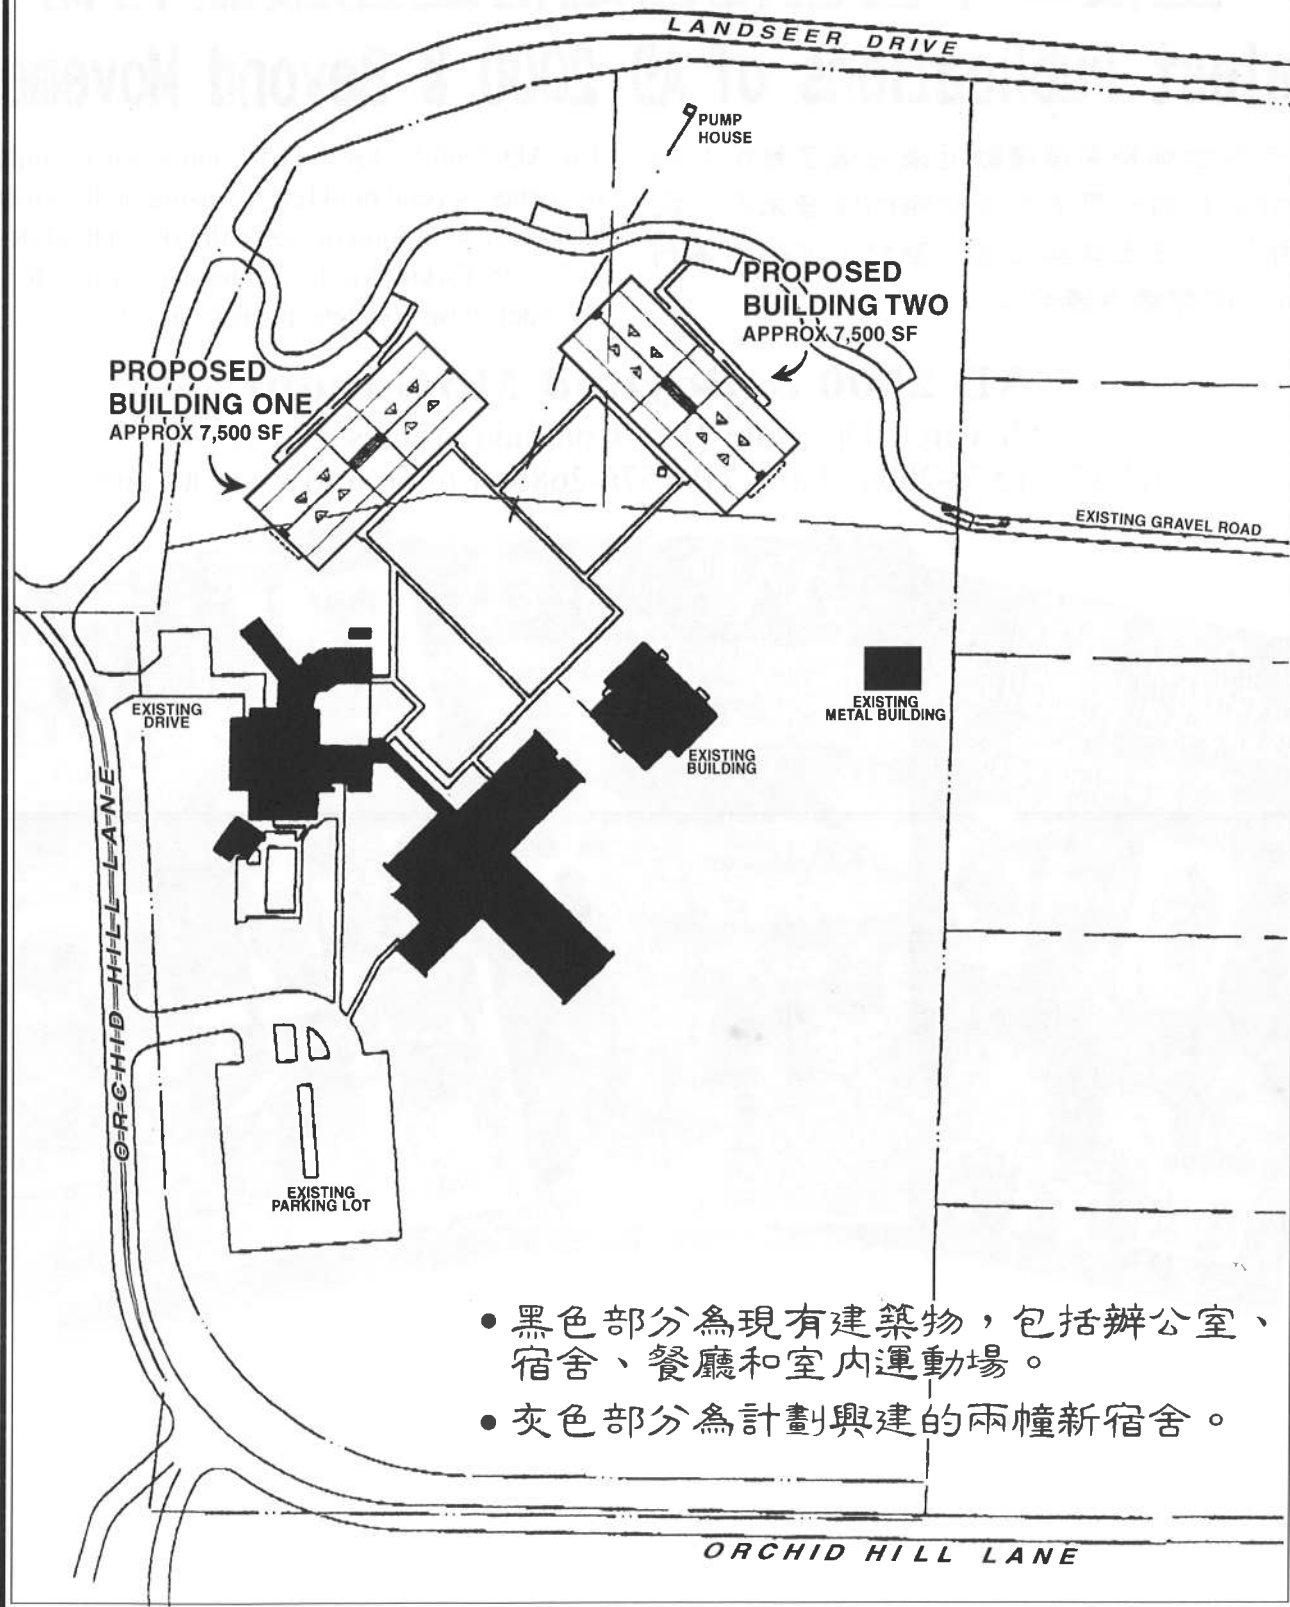 LANDSEER DRIVE
PUMP
HOUSE
PROPOSED
BUILDING TWO
APPROX 7,500 SF
PROPOSED
BUILDING ONE
APPROX 7,500 SF
EXISTING GRAVEL ROAD
EXISTING
DRIVE
EXISTING
METAL BUILDING
EXISTING
BUILDING
ORCHID HILL LANE
EXISTING
PARKING LOT
• 黑色部分為現有建築物，包括辦公室、
宿舍、餐廳和室內運動場。
• 灰色部分為計劃興建的兩幢新宿舍。
ORCHID HILL LANE